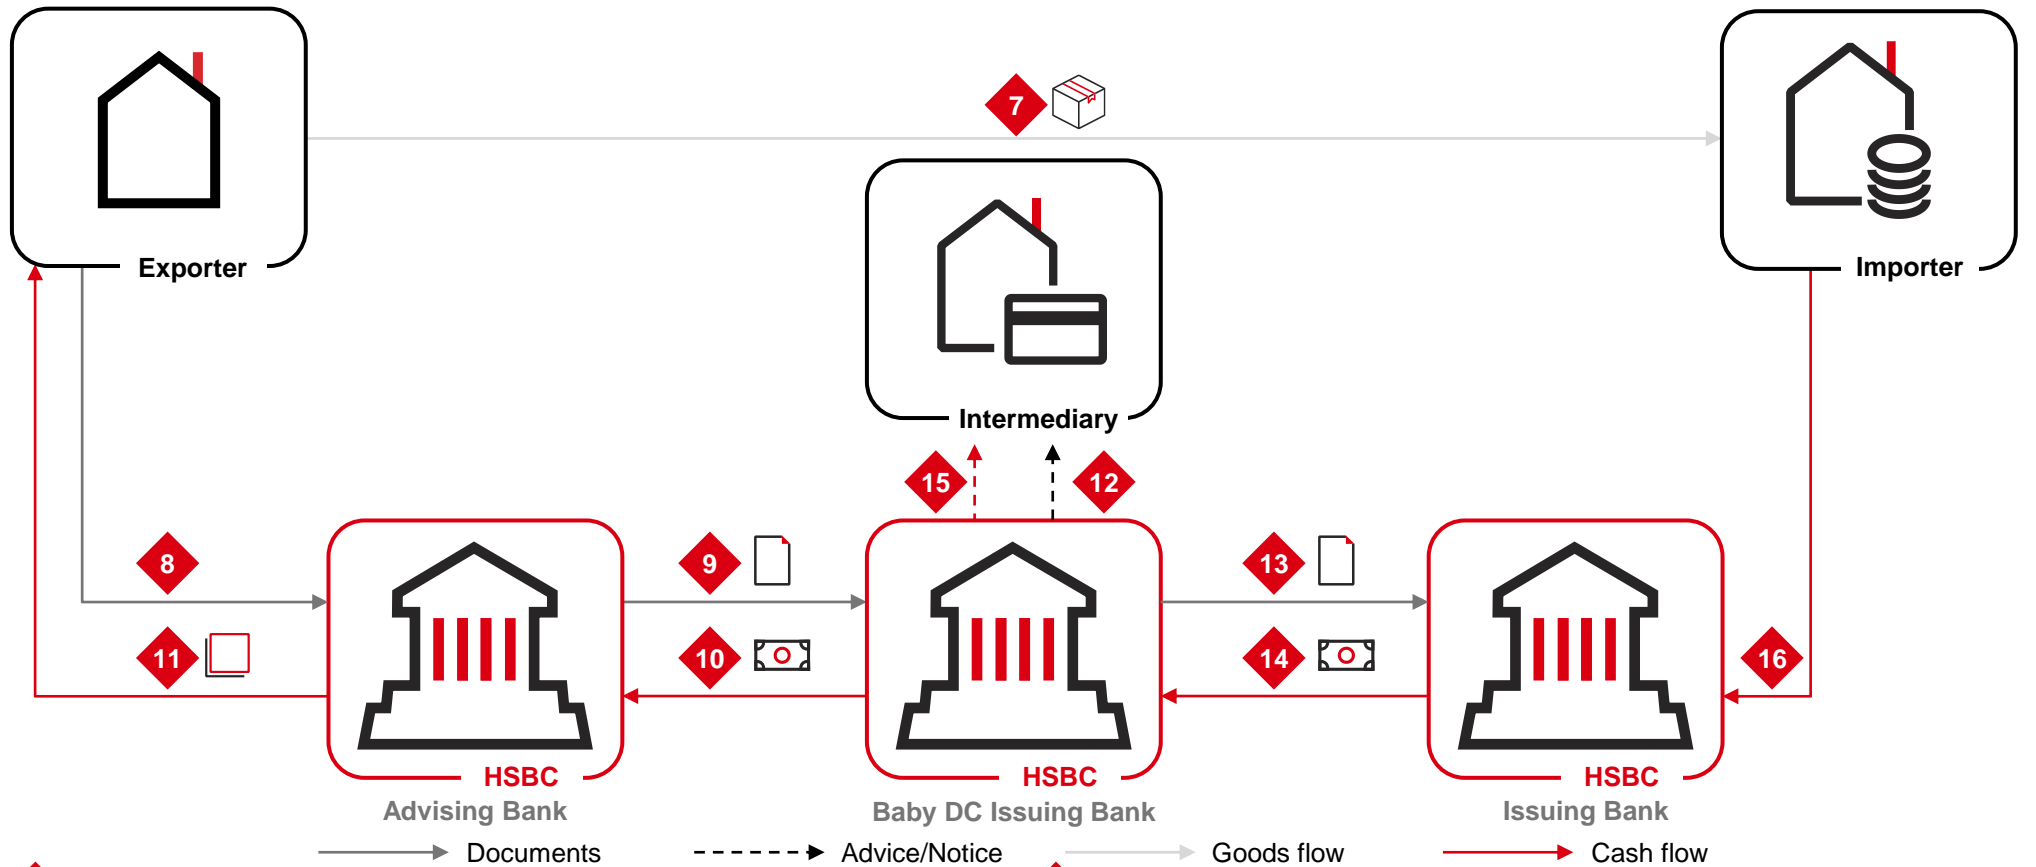 7
Exporter
Importer
Intermediary
15
12
8
9
13
11
10
14
16
HSBC
HSBC
HSBC
Advising Bank
Baby DC Issuing Bank
Issuing Bank
Documents
Advice/Notice
Goods flow
Cash flow